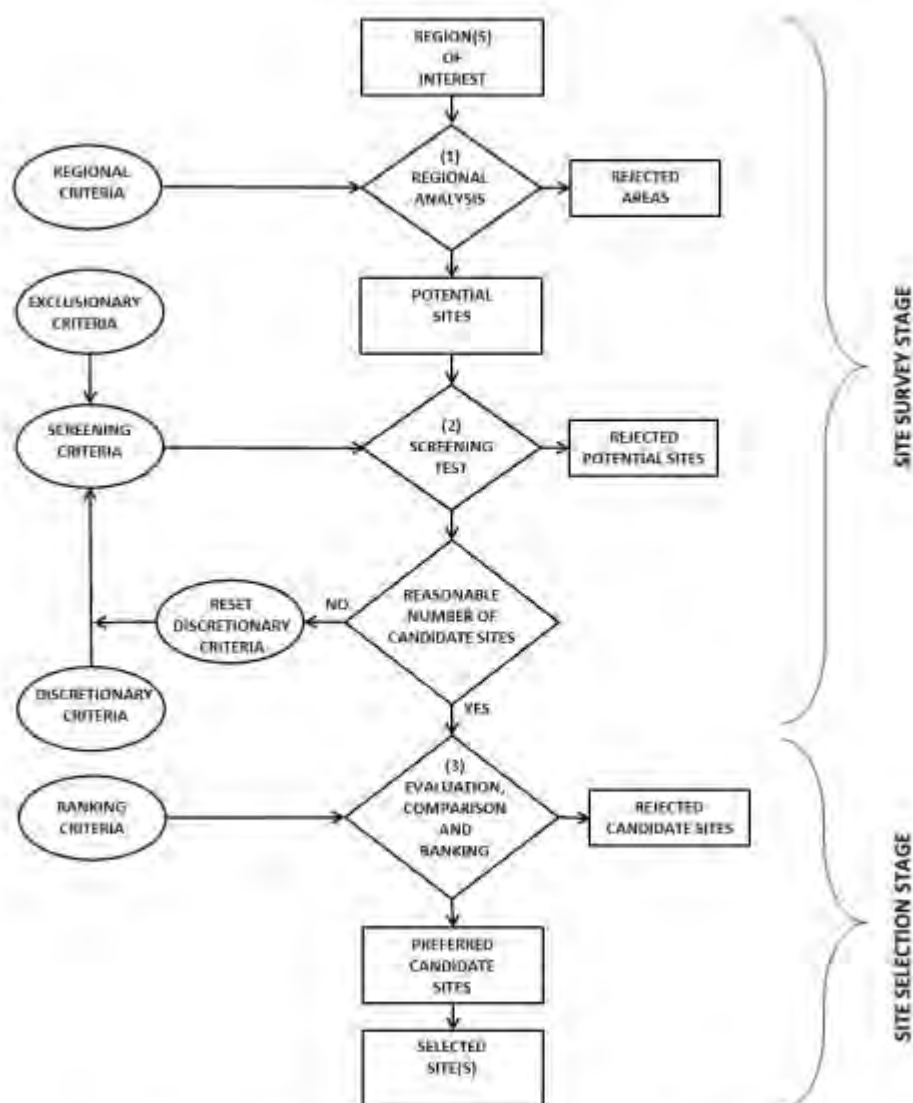 REGION(S)
OF
INTEREST
(1)
REGIONAL
ANALYSIS
REGIONAL
CRITERIA
REJECTED
AREAS
EXCLUSIONARY
CRITERIA
POTENTIAL
SITES
SCREENING
CRITERIA
(2)
SCREENING
TEST
REJECTED
POTENTIAL SITES
RESET
DISCRETIONARY
CRITERIA
NO
REASONABLE
NUMBER OF
CANDIDATE SITES
DISCRETIONARY
CRITERIA
YES
RANKING
CRITERIA
(3)
EVALUATION,
COMPARISON
AND
RANKING
REJECTED
CANDIDATE SITES
PREFERRED
CANDIDATE
SITES
SELECTED
SITE(S)
SITE SURVEY STAGE
SITE SELECTION STAGE